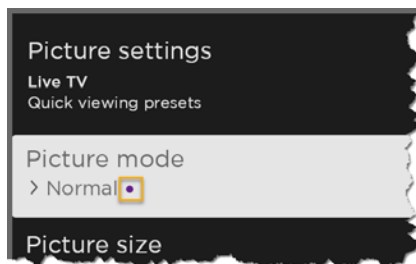 Picture settings
Live TV
Quick viewing presets
Picture mode
> Normal •
Picture size